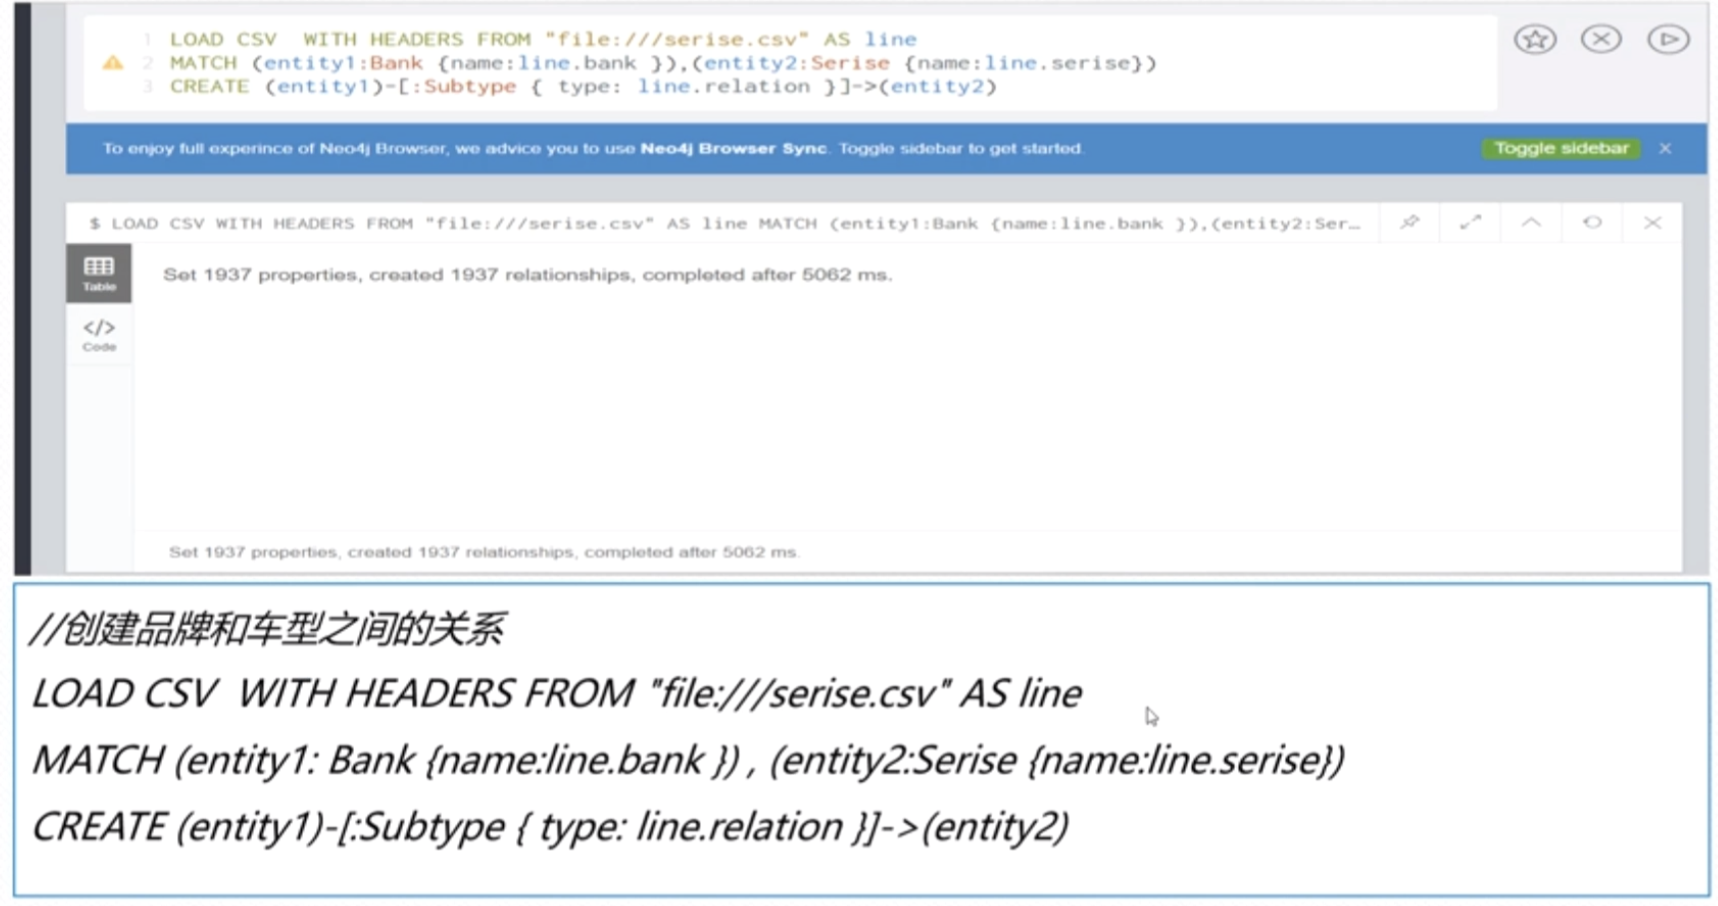 1 LOAD CSV  WITH HEADERS FROM "file:///serise.csv" AS line
2 MATCH (entity1:Bank {name:line.bank }),(entity2:Serise {name:line.serise})
3 CREATE (entity1)-[:Subtype { type: line.relation }]->(entity2)
To enjoy full experince of Neo4j Browser, we advice you to use Neo4j Browser Sync. Toggle sidebar to get started.
Toggle sidebar
$ LOAD CSV WITH HEADERS FROM "file:///serise.csv" AS line MATCH (entity1:Bank {name:line.bank }),(entity2:Ser…
Table
Set 1937 properties, created 1937 relationships, completed after 5062 ms.
</>
Code
Set 1937 properties, created 1937 relationships, completed after 5062 ms.
//创建品牌和车型之间的关系
LOAD CSV  WITH HEADERS FROM "file:///serise.csv" AS line
MATCH (entity1: Bank {name:line.bank }) , (entity2:Serise {name:line.serise})
CREATE (entity1)-[:Subtype { type: line.relation }]->(entity2)